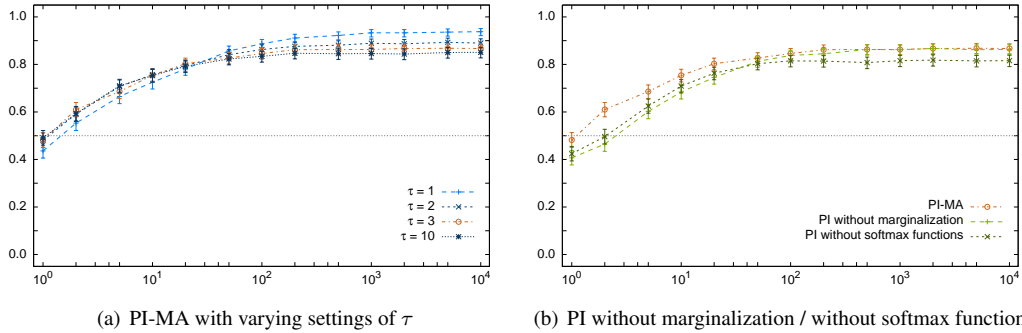 1.0
0.8
0.6
0.4
0.2
0.0
τ = 1
τ = 2
τ = 3
τ = 10
10^0 10^1 10^2 10^3 10^4
(a) PI-MA with varying settings of τ
1.0
0.8
0.6
0.4
0.2
0.0
PI-MA
PI without marginalization
PI without softmax functions
10^0 10^1 10^2 10^3 10^4
(b) PI without marginalization / without softmax function